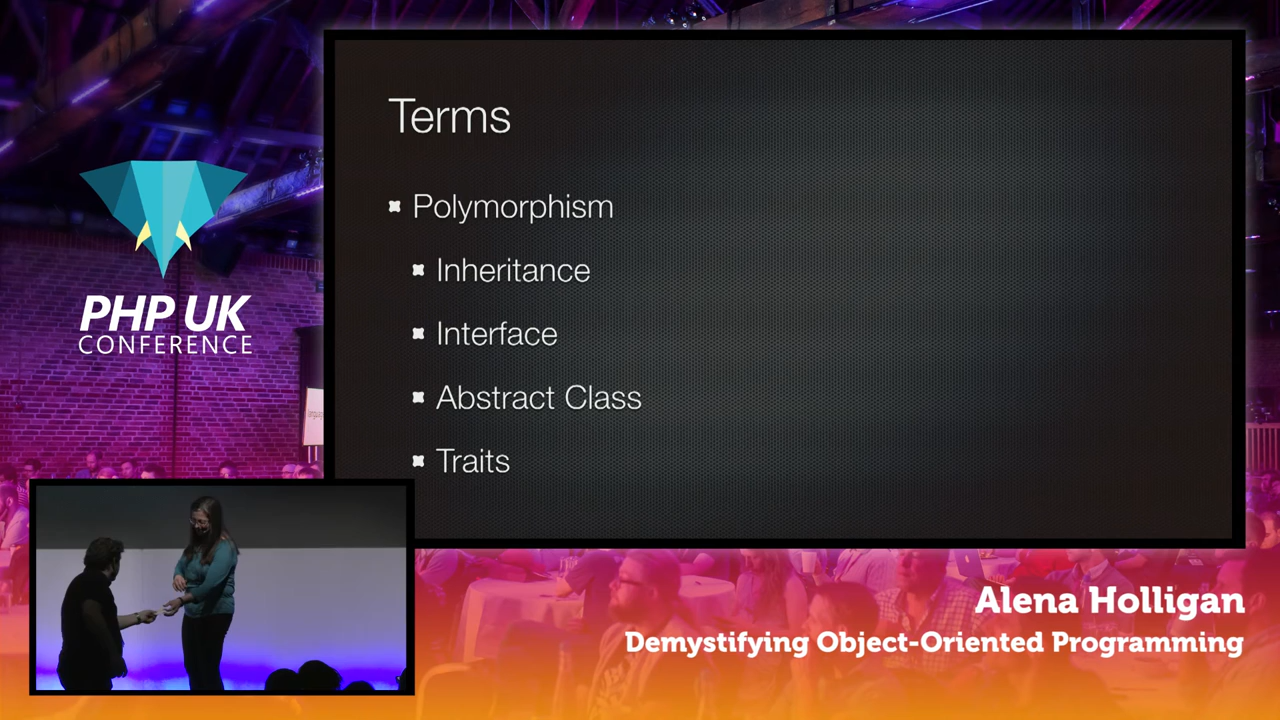 Terms
Polymorphism
Inheritance
Interface
Abstract Class
Traits
PHP UK
CONFERENCE
Alena Holligan
Demystifying Object-Oriented Programming